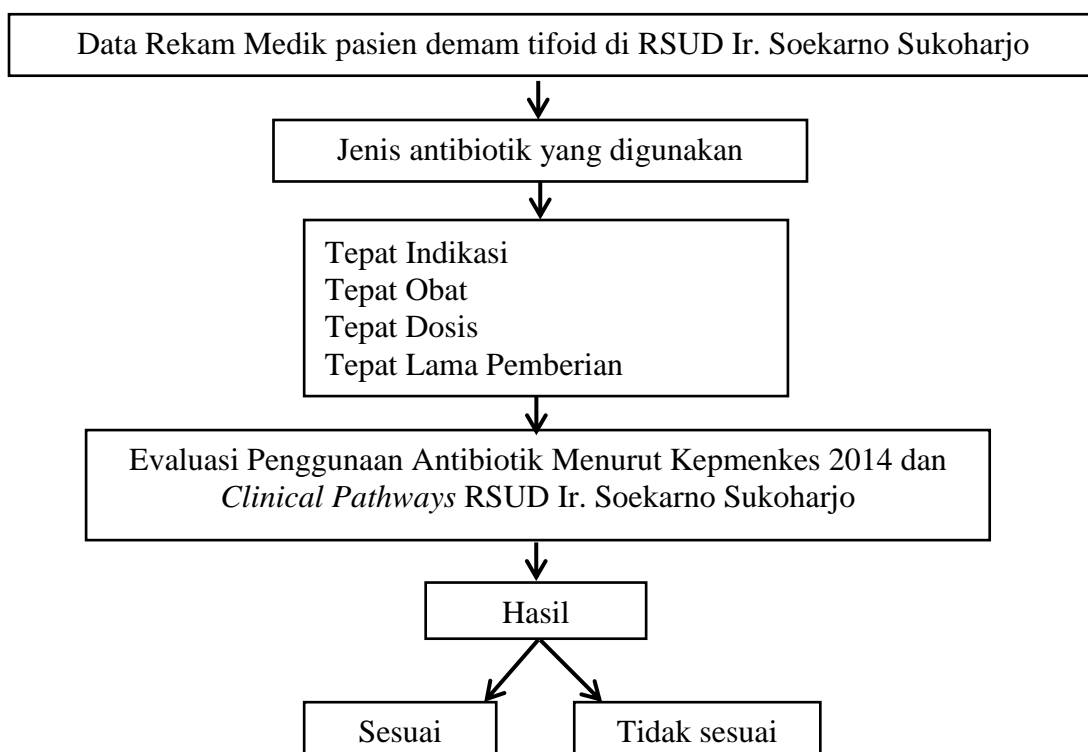 Data Rekam Medik pasien demam tifoid di RSUD Ir. Soekarno Sukoharjo
Jenis antibiotik yang digunakan
Tepat Indikasi
Tepat Obat
Tepat Dosis
Tepat Lama Pemberian
Evaluasi Penggunaan Antibiotik Menurut Kepmenkes 2014 dan
Clinical Pathways RSUD Ir. Soekarno Sukoharjo
Hasil
Sesuai
Tidak sesuai